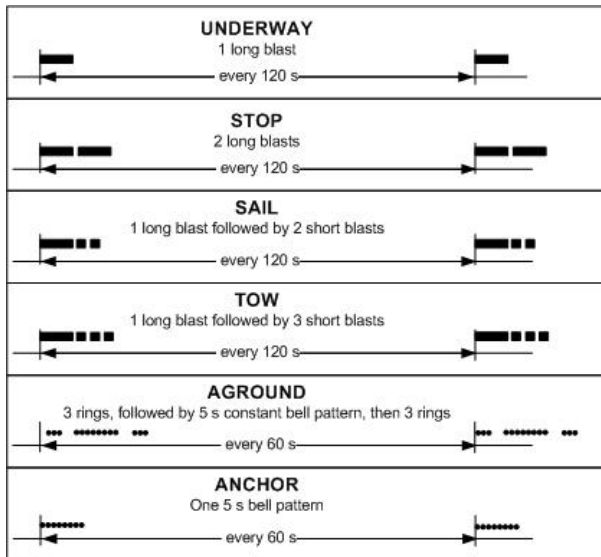 UNDERWAY
1 long blast
every 120 s
STOP
2 long blasts
every 120 s
SAIL
1 long blast followed by 2 short blasts
every 120 s
TOW
1 long blast followed by 3 short blasts
every 120 s
AGROUND
3 rings, followed by 5 s constant bell pattern, then 3 rings
every 60 s
ANCHOR
One 5 s bell pattern
every 60 s